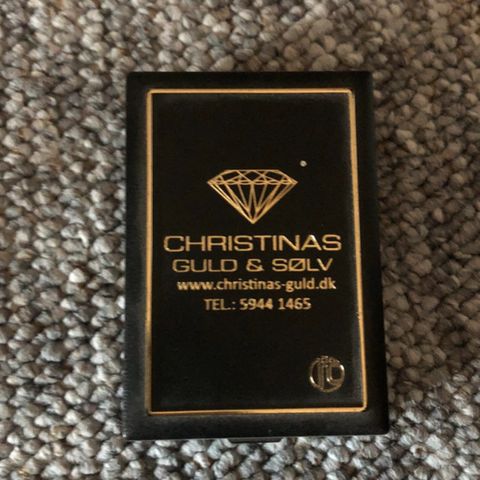 ®
CHRISTINAS
GULD & SØLV
www.christinas-guld.dk
TEL.: 5944 1465